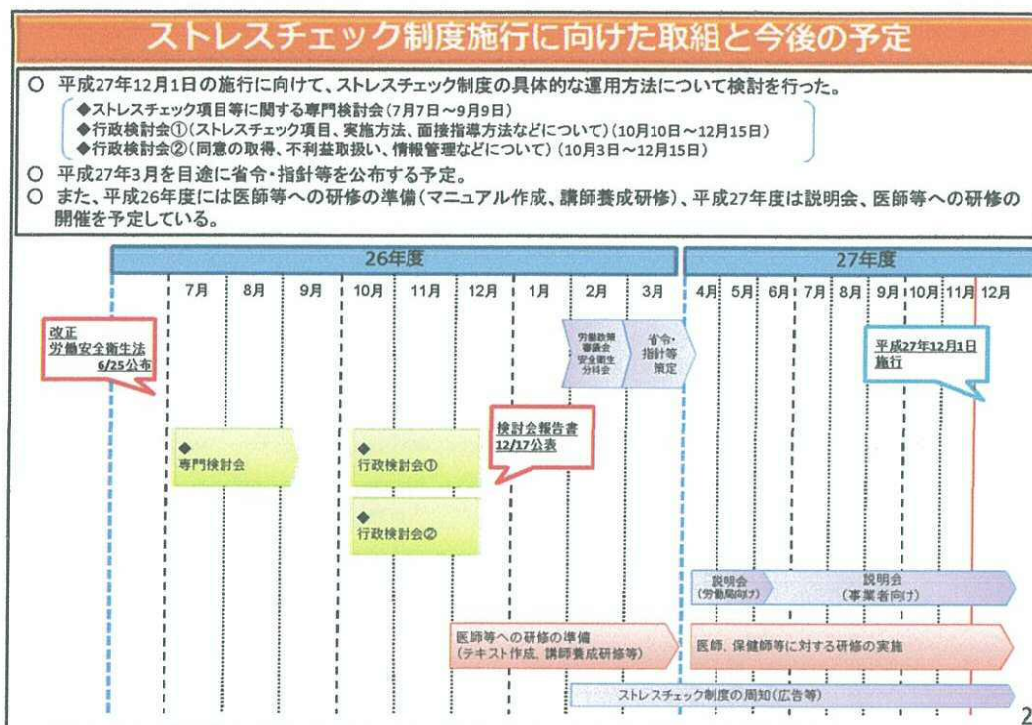 ストレスチェック制度施行に向けた取組と今後の予定
○ 平成27年12月1日の施行に向けて、ストレスチェック制度の具体的な運用方法について検討を行った。
◆ストレスチェック項目等に関する専門検討会(7月7日～9月9日)
◆行政検討会①(ストレスチェック項目、実施方法、面接指導方法などについて)(10月10日～12月15日)
◆行政検討会②(同意の取得、不利益取扱い、情報管理などについて)(10月3日～12月15日)
○ 平成27年3月を目途に省令・指針等を公布する予定。
○ また、平成26年度には医師等への研修の準備(マニュアル作成、講師養成研修)、平成27年度は説明会、医師等への研修の
開催を予定している。
26年度 27年度
7月 8月 9月 10月 11月 12月 1月 2月 3月 4月 5月 6月 7月 8月 9月 10月 11月 12月
改正
労働安全衛生法
6/25公布
労働政策
審議会
安全衛生
分科会
省令・
指針等
策定
平成27年12月1日
施行
◆
専門検討会
◆
行政検討会①
検討会報告書
12/17公表
◆
行政検討会②
説明会
(労働局向け)
説明会
(事業者向け)
医師等への研修の準備
(テキスト作成、講師養成研修等)
医師、保健師等に対する研修の実施
ストレスチェック制度の周知(広告等)
2